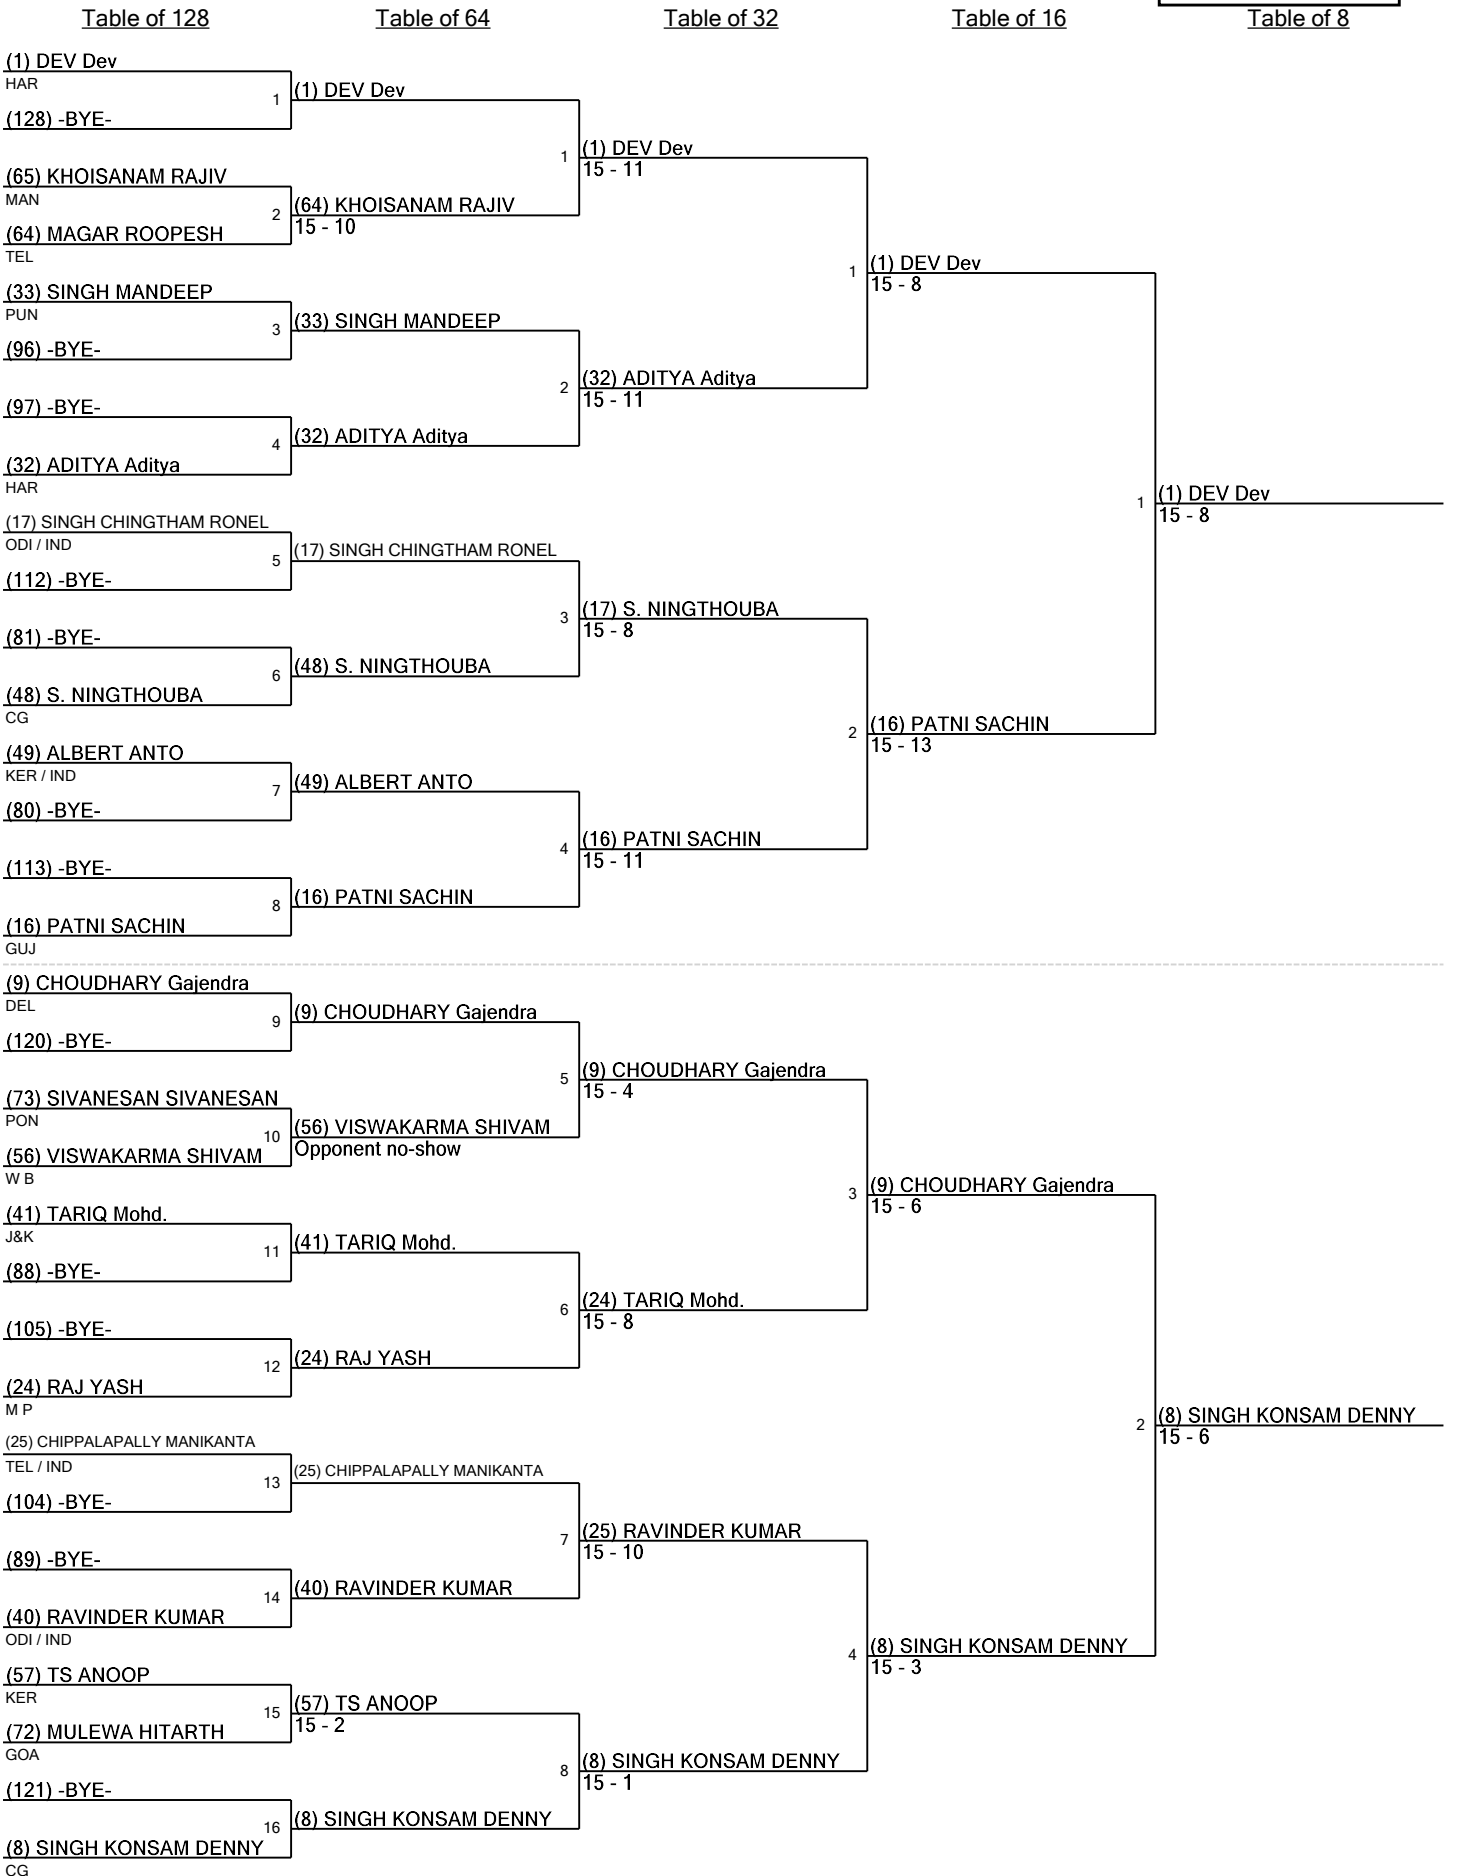 Table of 128
Table of 64
Table of 32
Table of 16
Table of 8
(1) DEV Dev
HAR
1
(128) -BYE-
(65) KHOISANAM RAJIV
MAN
2
(64) MAGAR ROOPESH
TEL
(33) SINGH MANDEEP
PUN
3
(96) -BYE-
(97) -BYE-
4
(32) ADITYA Aditya
HAR
(17) SINGH CHINGTHAM RONEL
ODI / IND
5
(112) -BYE-
(81) -BYE-
6
(48) S. NINGTHOUBA
CG
(49) ALBERT ANTO
KER / IND
7
(80) -BYE-
(113) -BYE-
8
(16) PATNI SACHIN
GUJ
(9) CHOUDHARY Gajendra
DEL
9
(120) -BYE-
(73) SIVANESAN SIVANESAN
PON
10
(56) VISWAKARMA SHIVAM
W B
(41) TARIQ Mohd.
J&K
11
(88) -BYE-
(105) -BYE-
12
(24) RAJ YASH
M P
(25) CHIPPALAPALLY MANIKANTA
TEL / IND
13
(104) -BYE-
(89) -BYE-
14
(40) RAVINDER KUMAR
ODI / IND
(57) TS ANOOP
KER
15
(72) MULEWA HITARTH
GOA
(121) -BYE-
16
(8) SINGH KONSAM DENNY
CG
(1) DEV Dev
1
(64) KHOISANAM RAJIV
15 - 10
(33) SINGH MANDEEP
2
(32) ADITYA Aditya
(17) SINGH CHINGTHAM RONEL
3
(48) S. NINGTHOUBA
(49) ALBERT ANTO
4
(16) PATNI SACHIN
(9) CHOUDHARY Gajendra
5
(56) VISWAKARMA SHIVAM
Opponent no-show
(41) TARIQ Mohd.
6
(24) RAJ YASH
(25) CHIPPALAPALLY MANIKANTA
7
(40) RAVINDER KUMAR
(57) TS ANOOP
15 - 2
8
(8) SINGH KONSAM DENNY
(1) DEV Dev
15 - 11
1
(32) ADITYA Aditya
15 - 11
(17) S. NINGTHOUBA
15 - 8
2
(16) PATNI SACHIN
15 - 11
(9) CHOUDHARY Gajendra
15 - 4
3
(24) TARIQ Mohd.
15 - 8
(25) RAVINDER KUMAR
15 - 10
4
(8) SINGH KONSAM DENNY
15 - 1
(1) DEV Dev
15 - 8
1
(16) PATNI SACHIN
15 - 13
(9) CHOUDHARY Gajendra
15 - 6
2
(8) SINGH KONSAM DENNY
15 - 3
(1) DEV Dev
15 - 8
(8) SINGH KONSAM DENNY
15 - 6